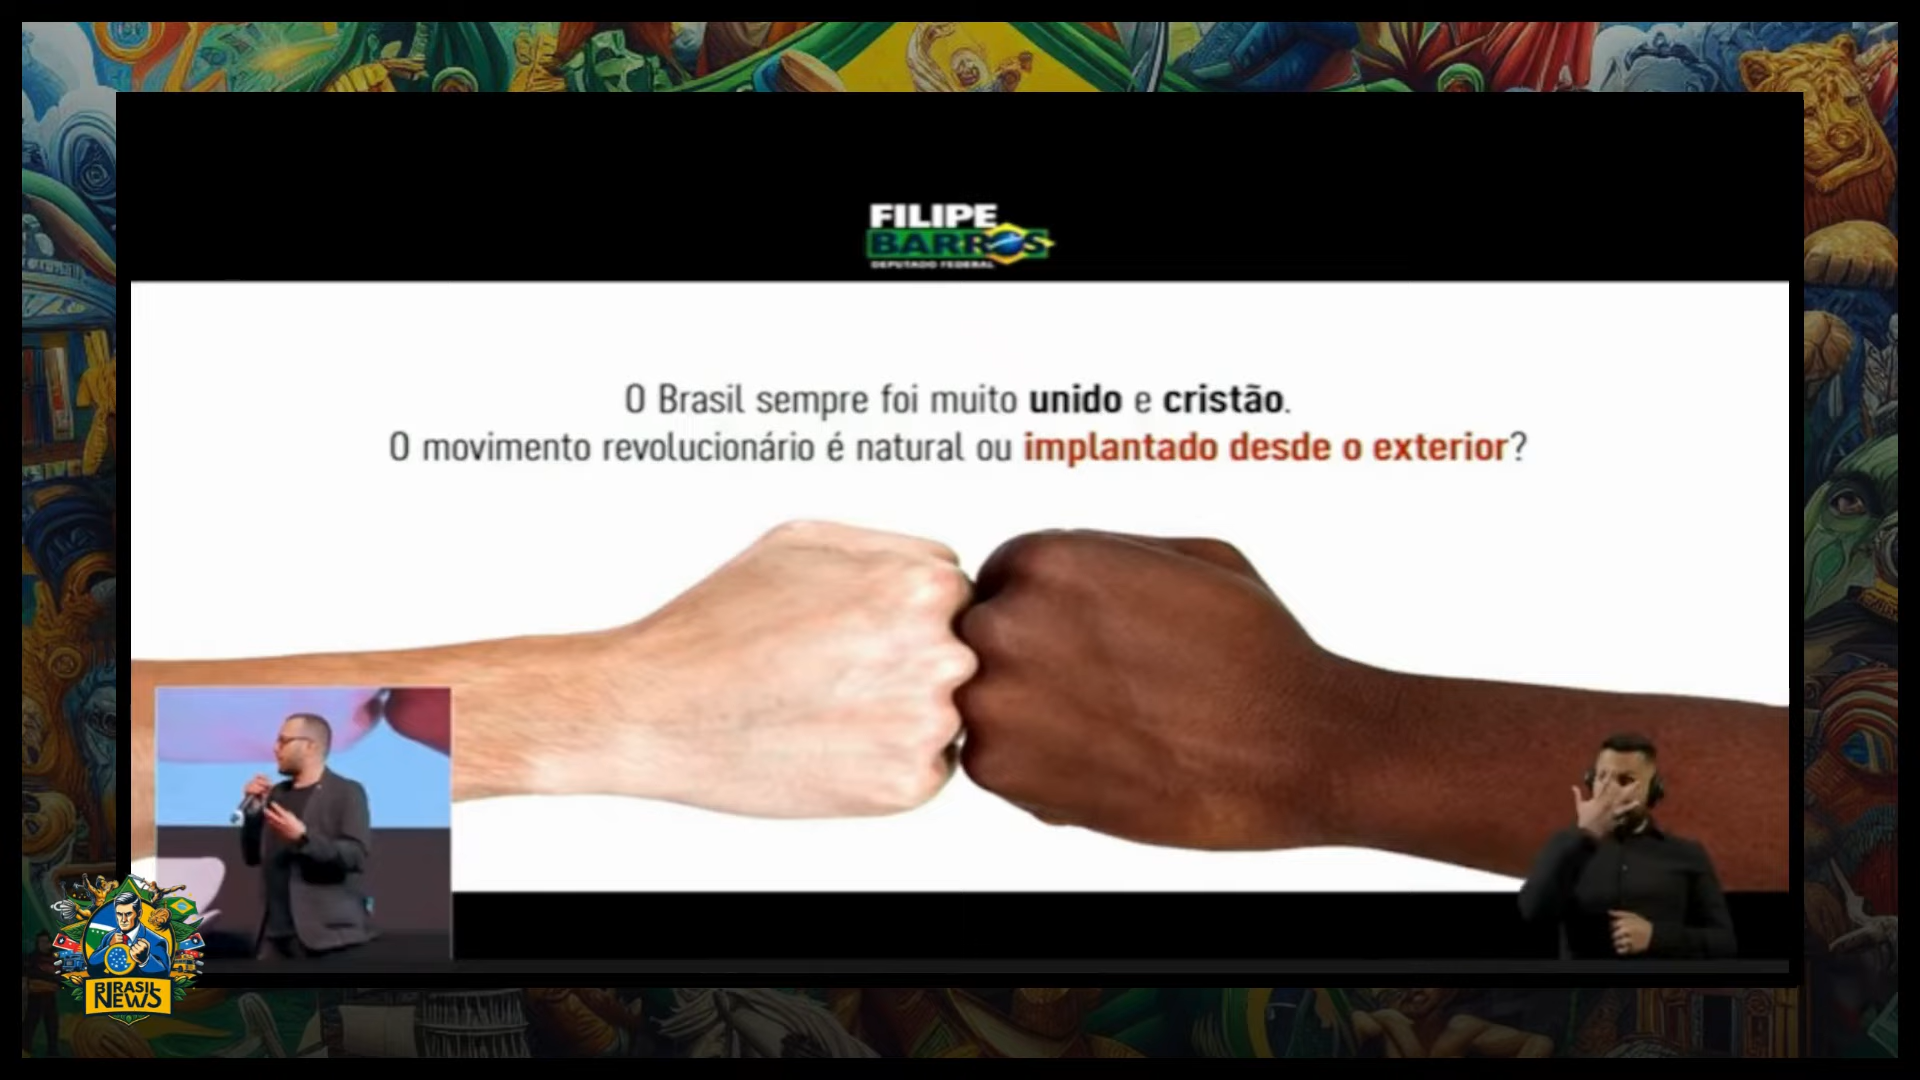 FILIPE
BARROS
DEPUTADO FEDERAL
O Brasil sempre foi muito unido e cristão.
O movimento revolucionário é natural ou implantado desde o exterior?
BRASIL
NEWS